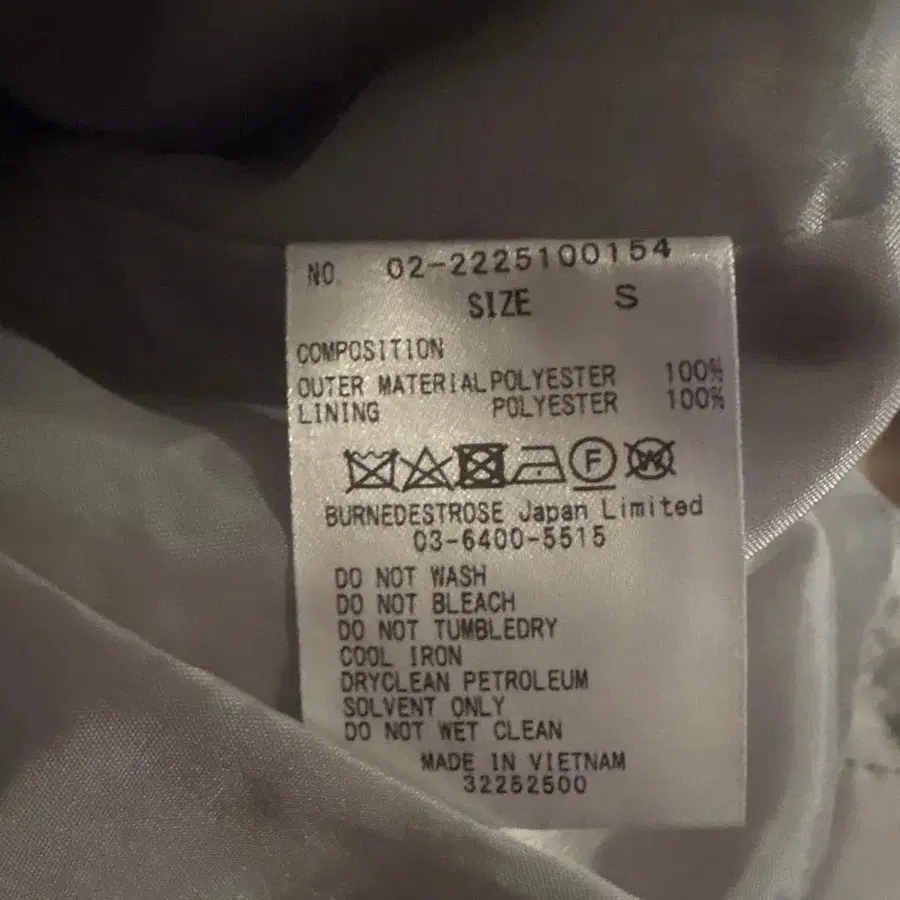 NO. 02-2225100154
SIZE S
COMPOSITION
OUTER MATERIAL POLYESTER 100%
LINING POLYESTER 100%
F
W
BURNEDESTROSE Japan Limited
03-6400-5515
DO NOT WASH
DO NOT BLEACH
DO NOT TUMBLEDRY
COOL IRON
DRYCLEAN PETROLEUM
SOLVENT ONLY
DO NOT WET CLEAN
MADE IN VIETNAM
32252500